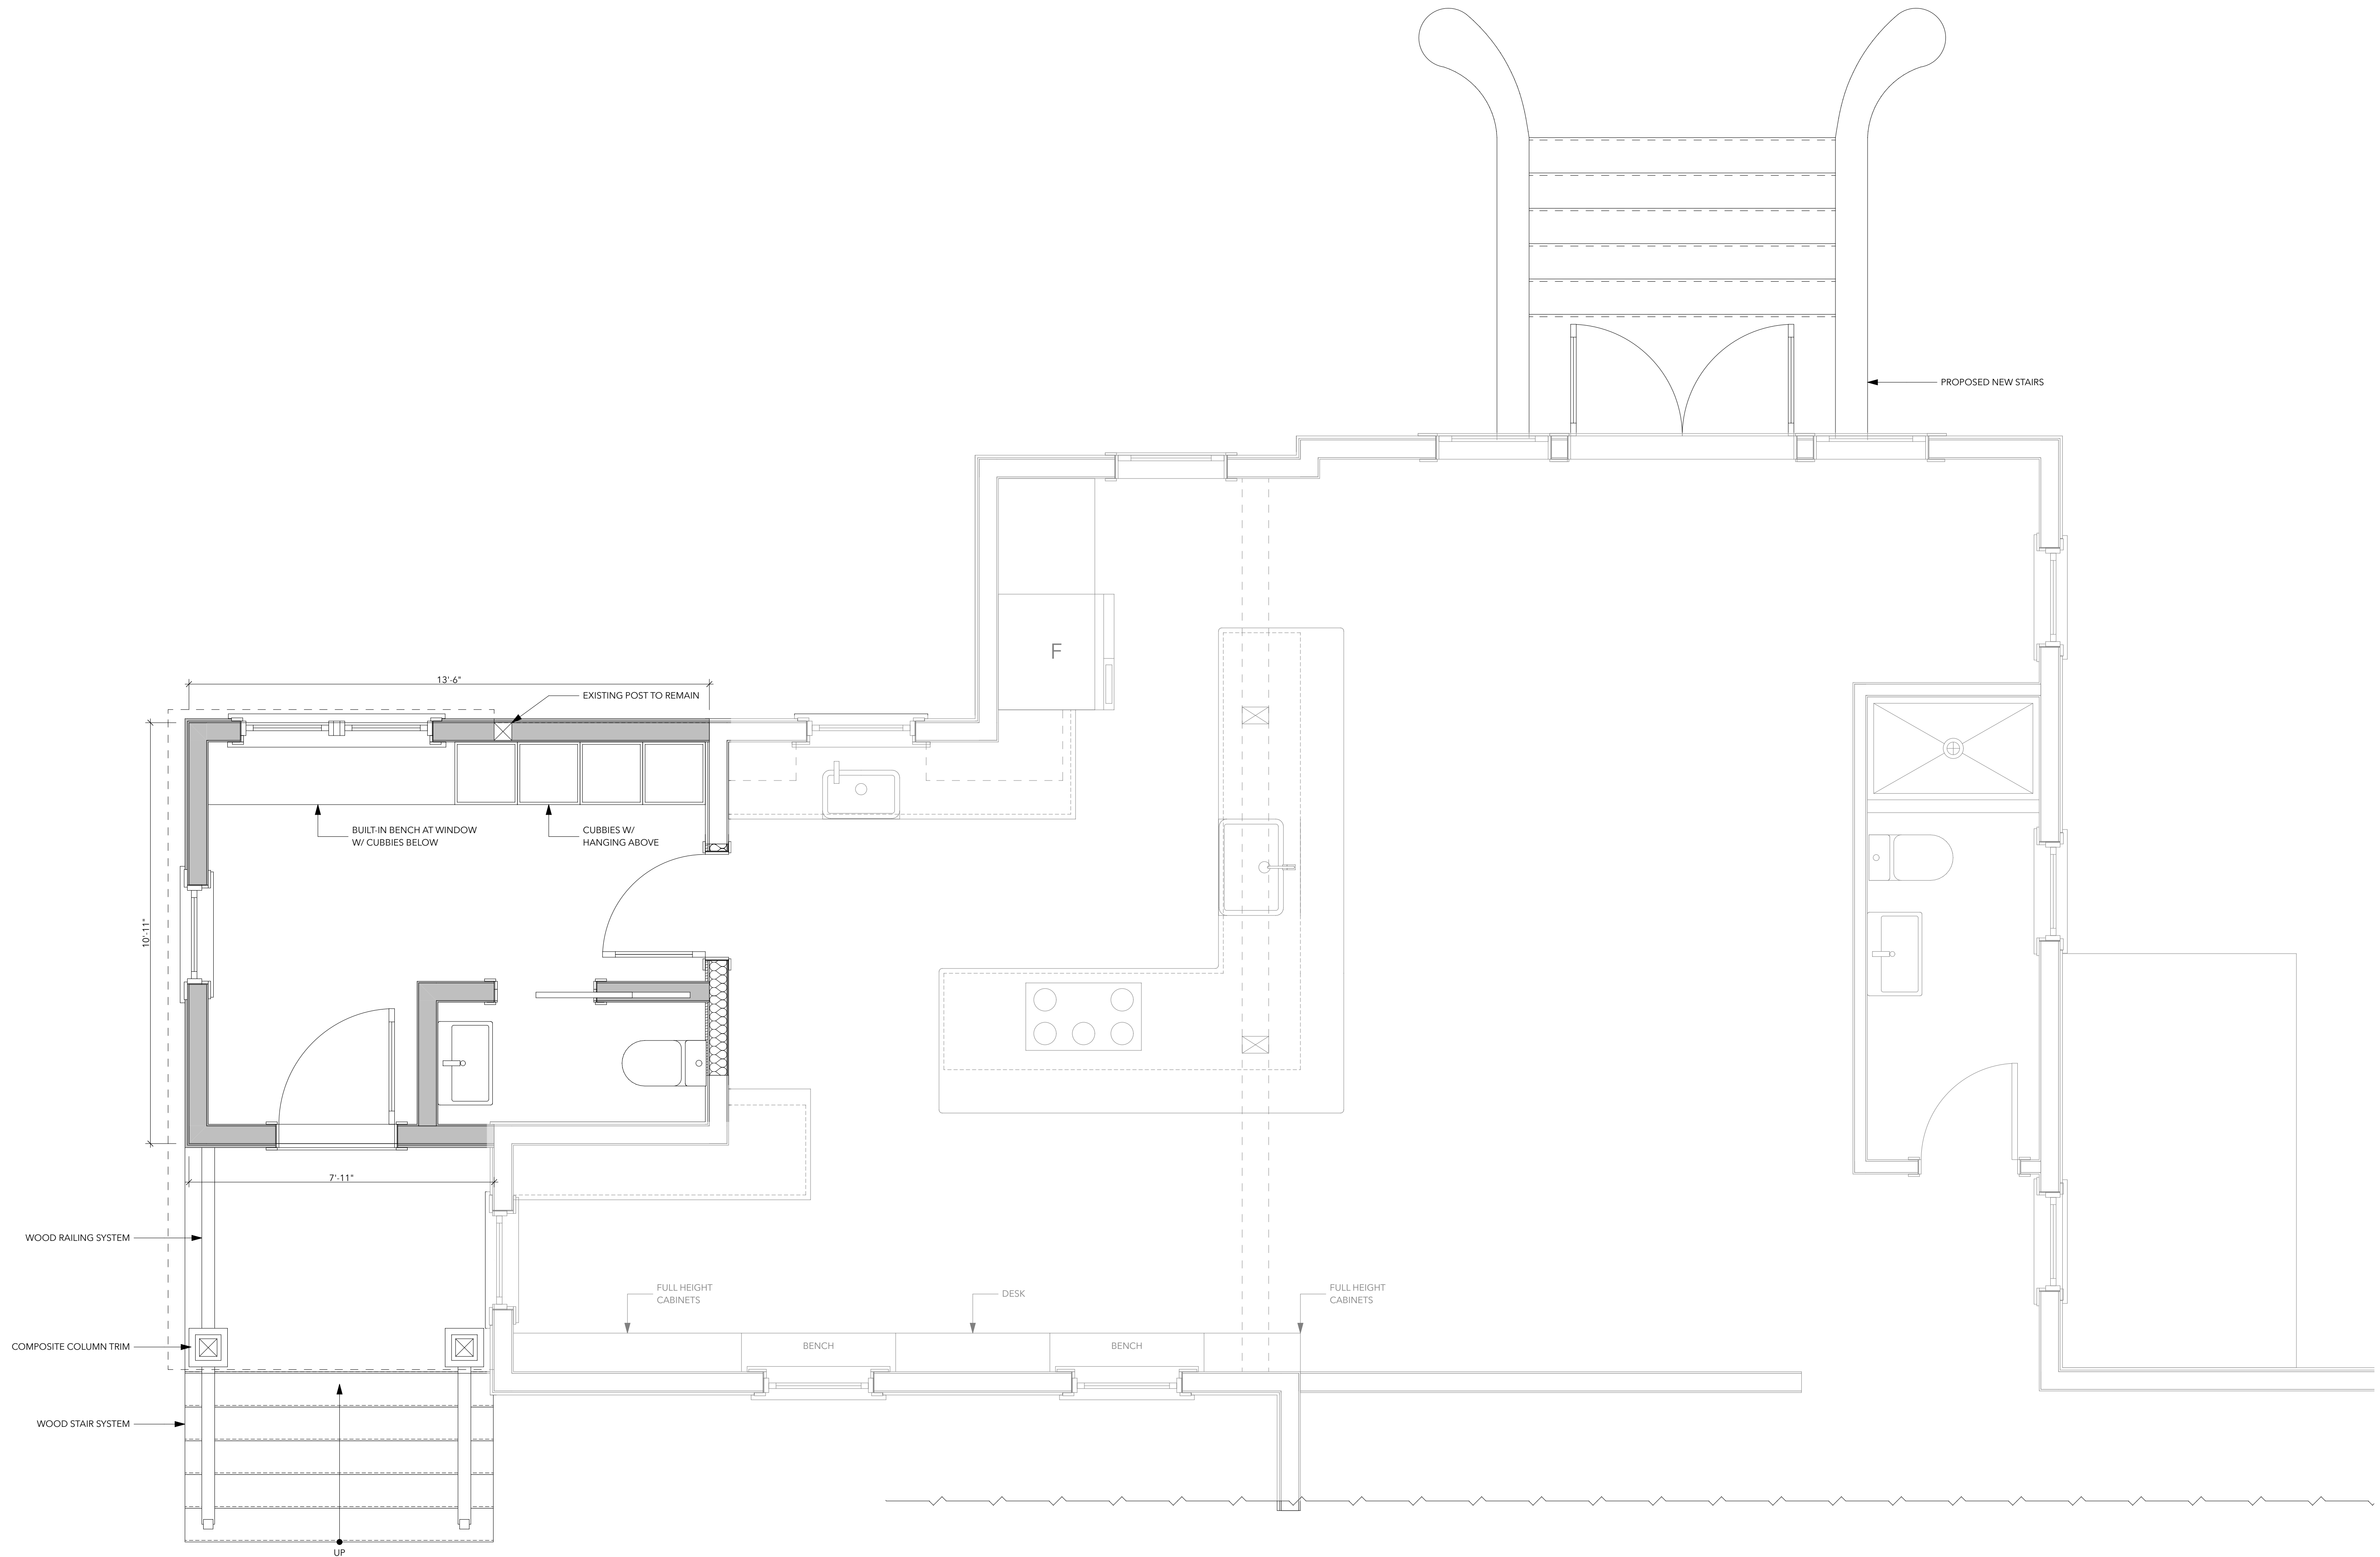 PROPOSED NEW STAIRS
F
13'-6"
EXISTING POST TO REMAIN
BUILT-IN BENCH AT WINDOW
W/ CUBBIES BELOW
CUBBIES W/
HANGING ABOVE
10'-11"
7'-11"
WOOD RAILING SYSTEM
FULL HEIGHT
CABINETS
DESK
FULL HEIGHT
CABINETS
COMPOSITE COLUMN TRIM
BENCH
BENCH
WOOD STAIR SYSTEM
UP